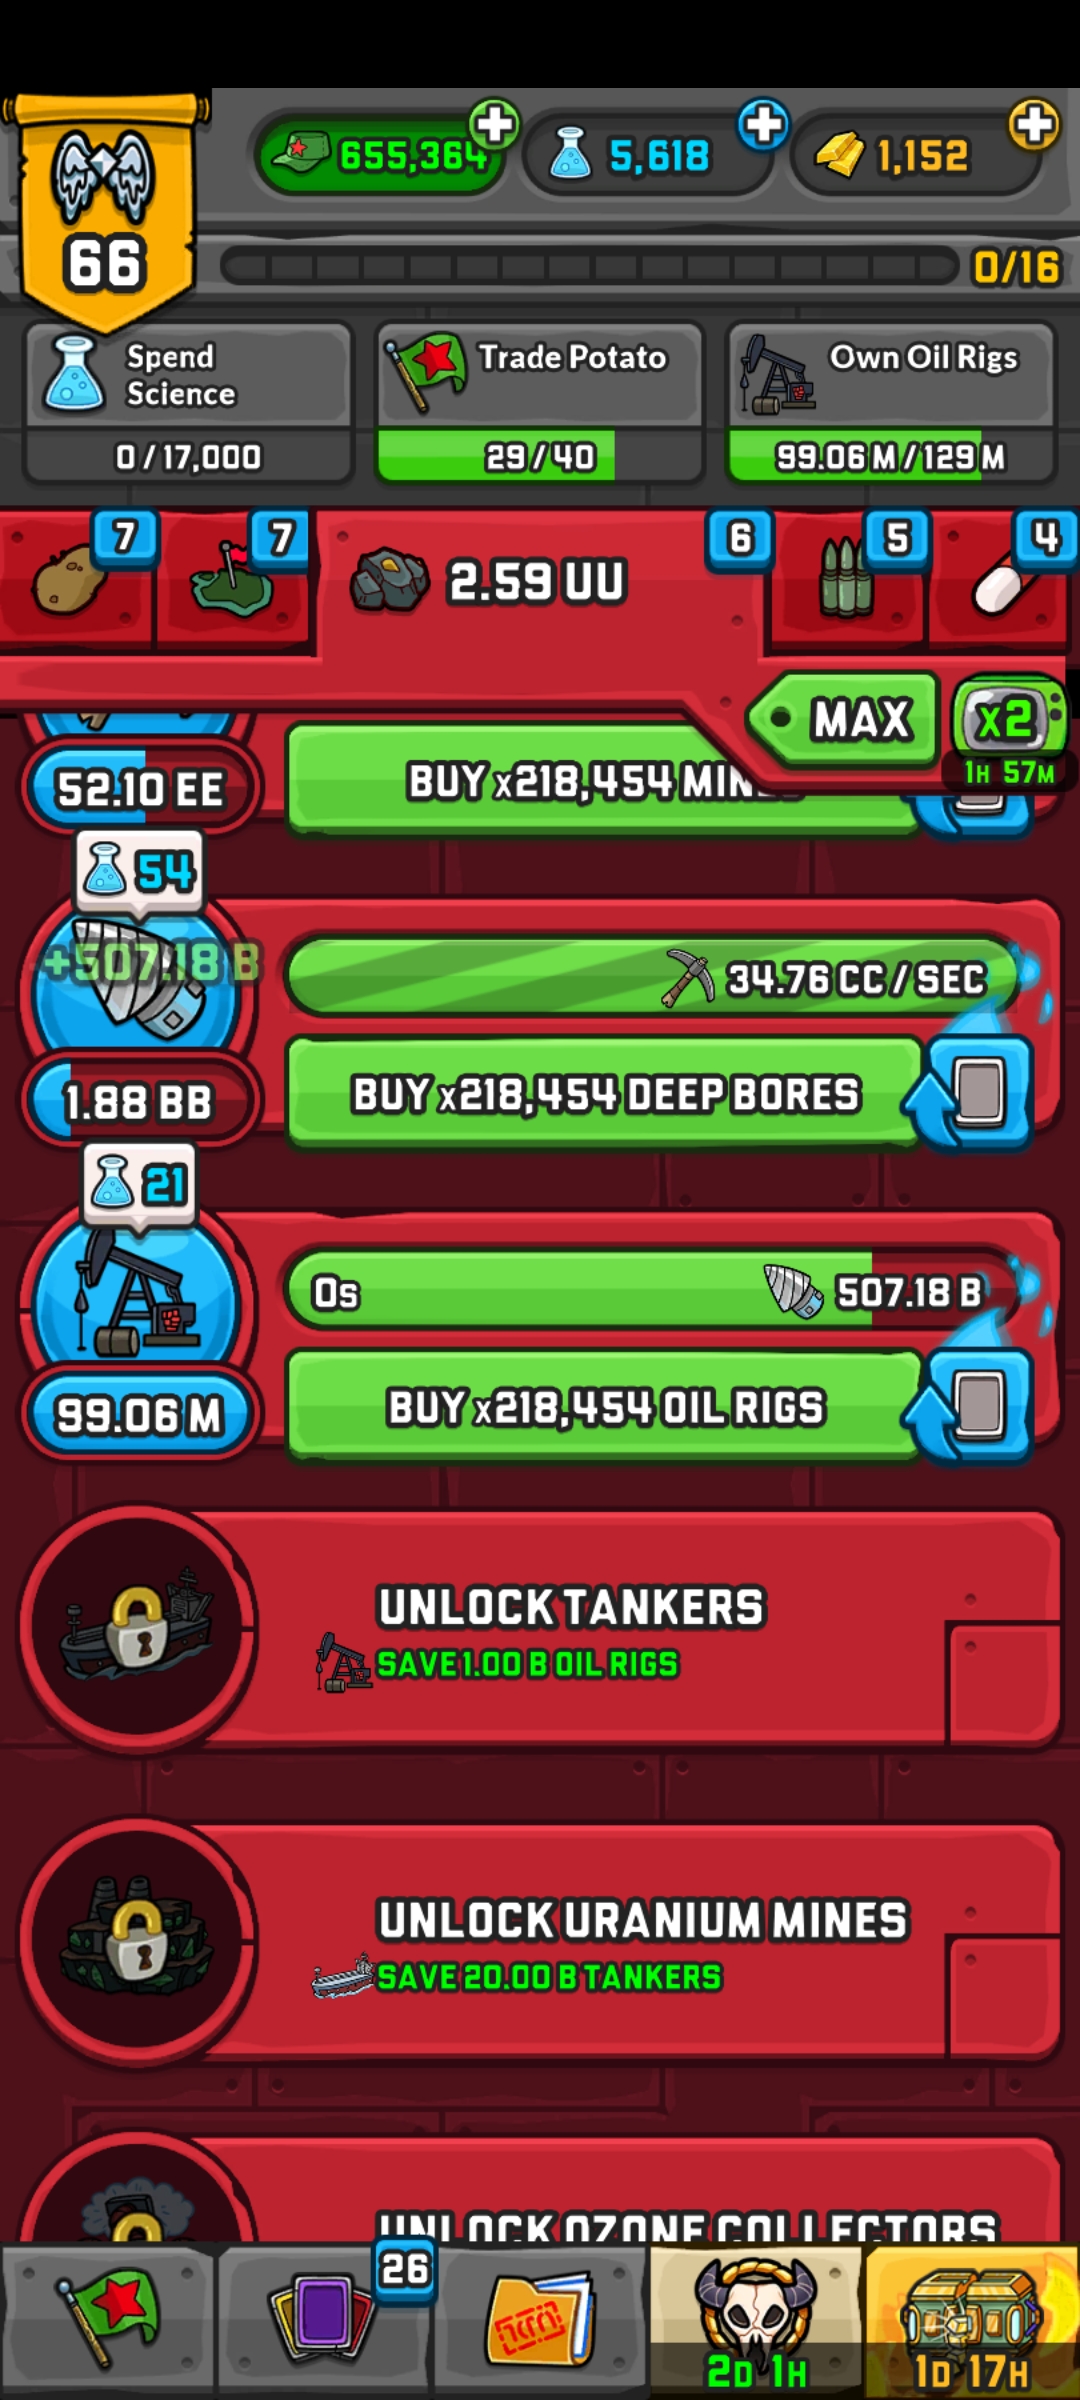 655,364
5,618
1,152
66
0/16
Spend
Science
0/17,000
Trade Potato
29/40
Own Oil Rigs
99.06 M/129 M
7
7
2.59 UU
6
5
4
MAX
x2
1H 57M
52.10 EE
BUY x218,454
54
+507.18 B
34.76 CC/SEC
1.88 BB
BUY x218,454 DEEP BORES
21
0s
507.18 B
99.06 M
BUY x218,454 OIL RIGS
UNLOCK TANKERS
SAVE 1.00 B OIL RIGS
UNLOCK URANIUM MINES
SAVE 20.00 B TANKERS
UNLOCK OZONE COLLECTORS
26
2D 1H
1D 17H